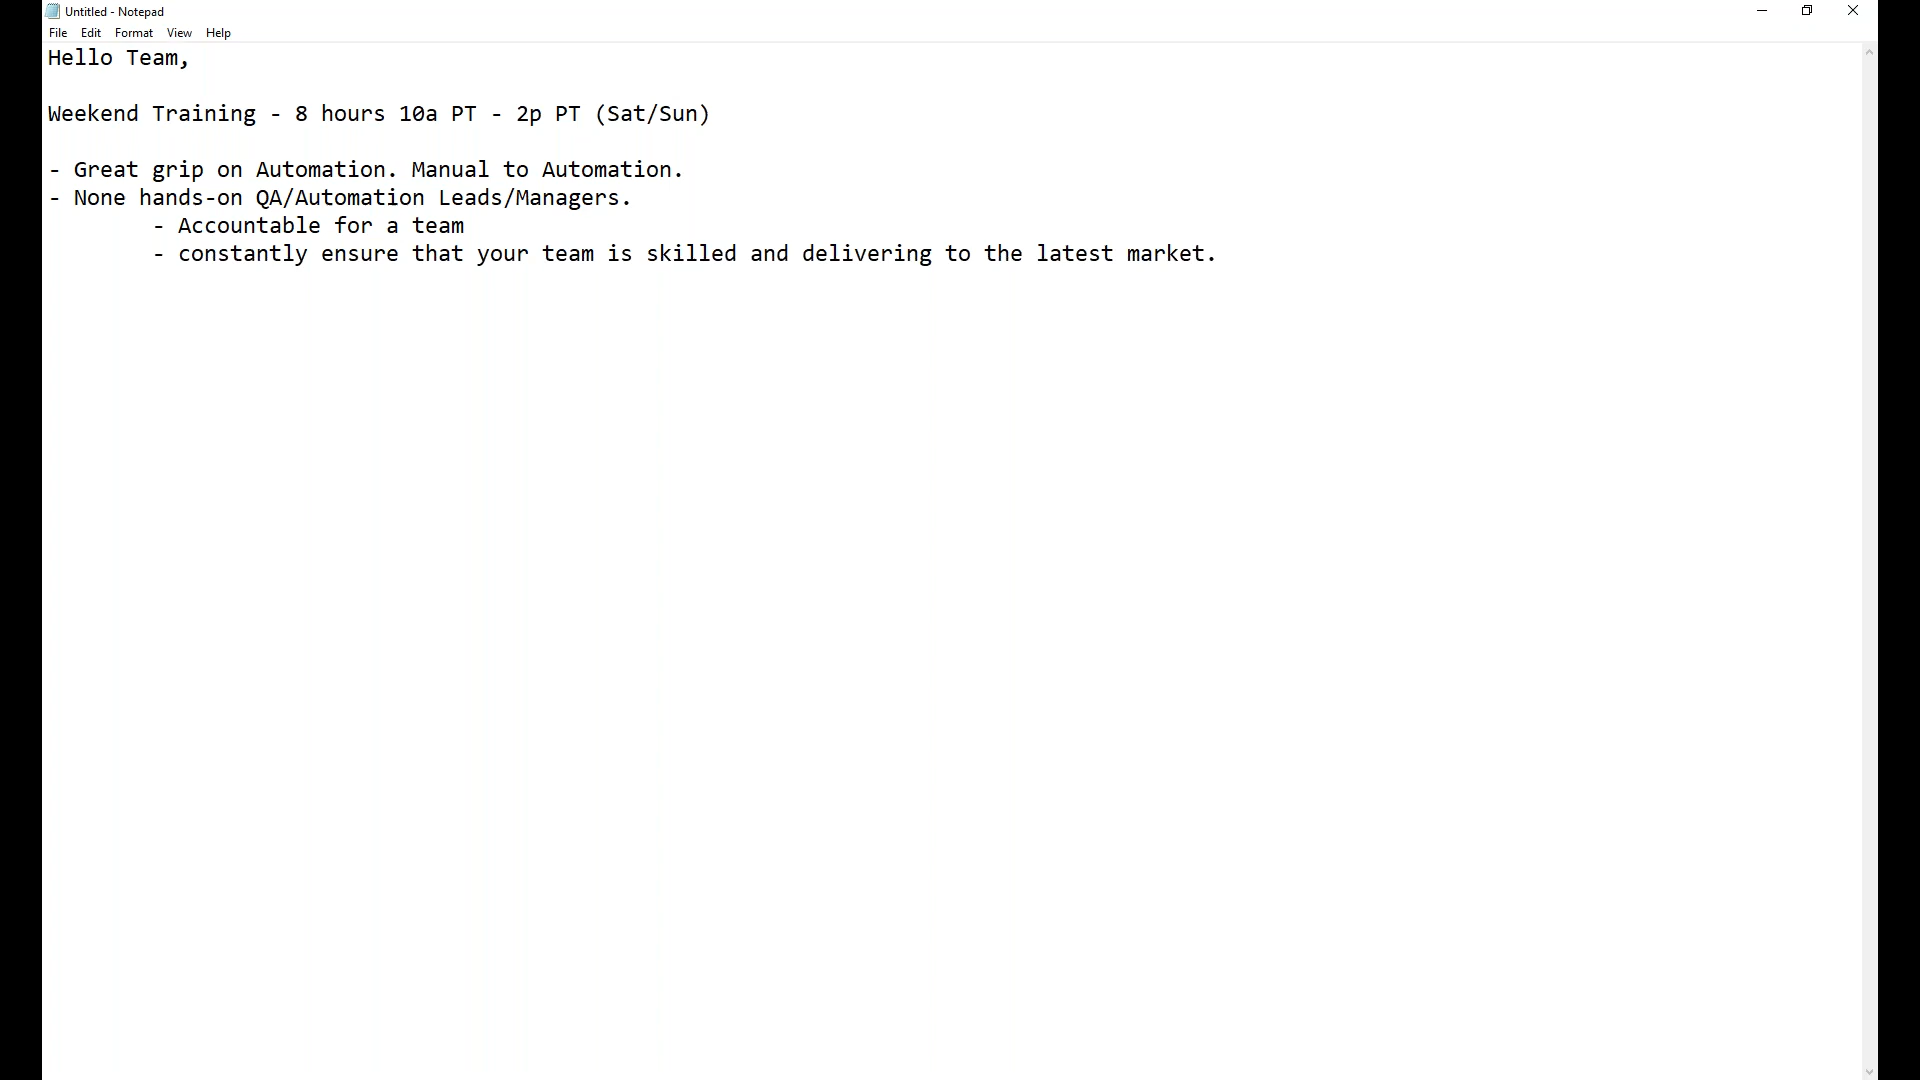 Untitled - Notepad
File Edit Format View Help
Hello Team,
Weekend Training - 8 hours 10a PT - 2p PT (Sat/Sun)
- Great grip on Automation. Manual to Automation.
- None hands-on QA/Automation Leads/Managers.
- Accountable for a team
- constantly ensure that your team is skilled and delivering to the latest market.